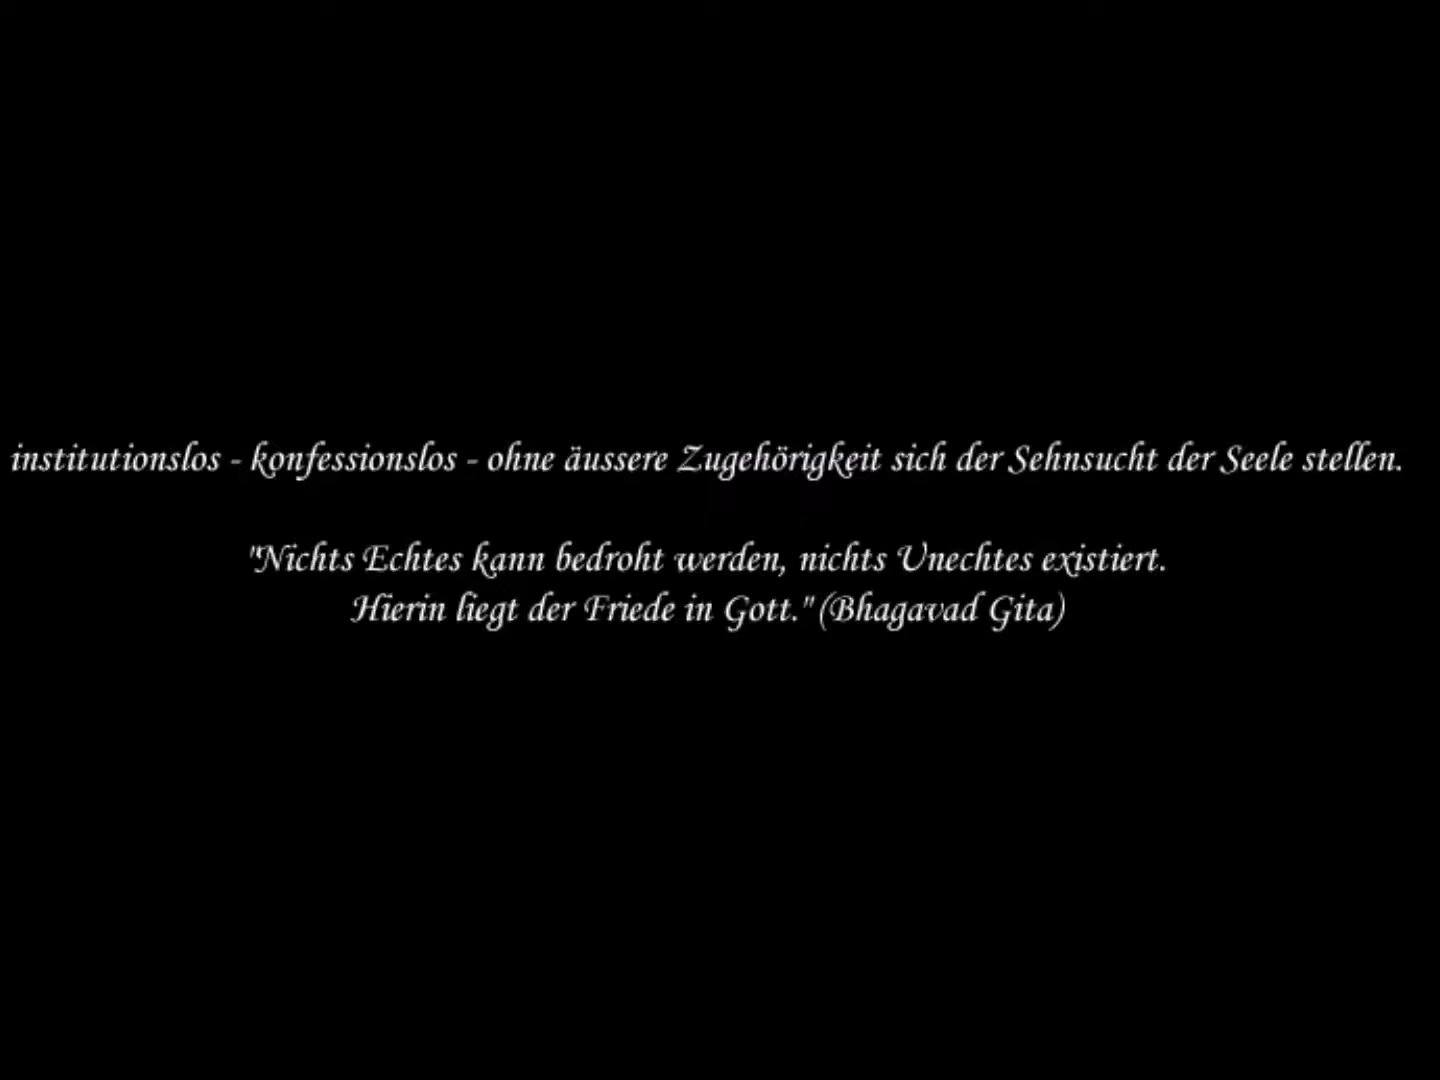 institutionslos - konfessionslos - ohne äussere Zugehörigkeit sich der Sehnsucht der Seele stellen.
"Nichts Echtes kann bedroht werden, nichts Unechtes existiert.
Hierin liegt der Friede in Gott." (Bhagavad Gita)